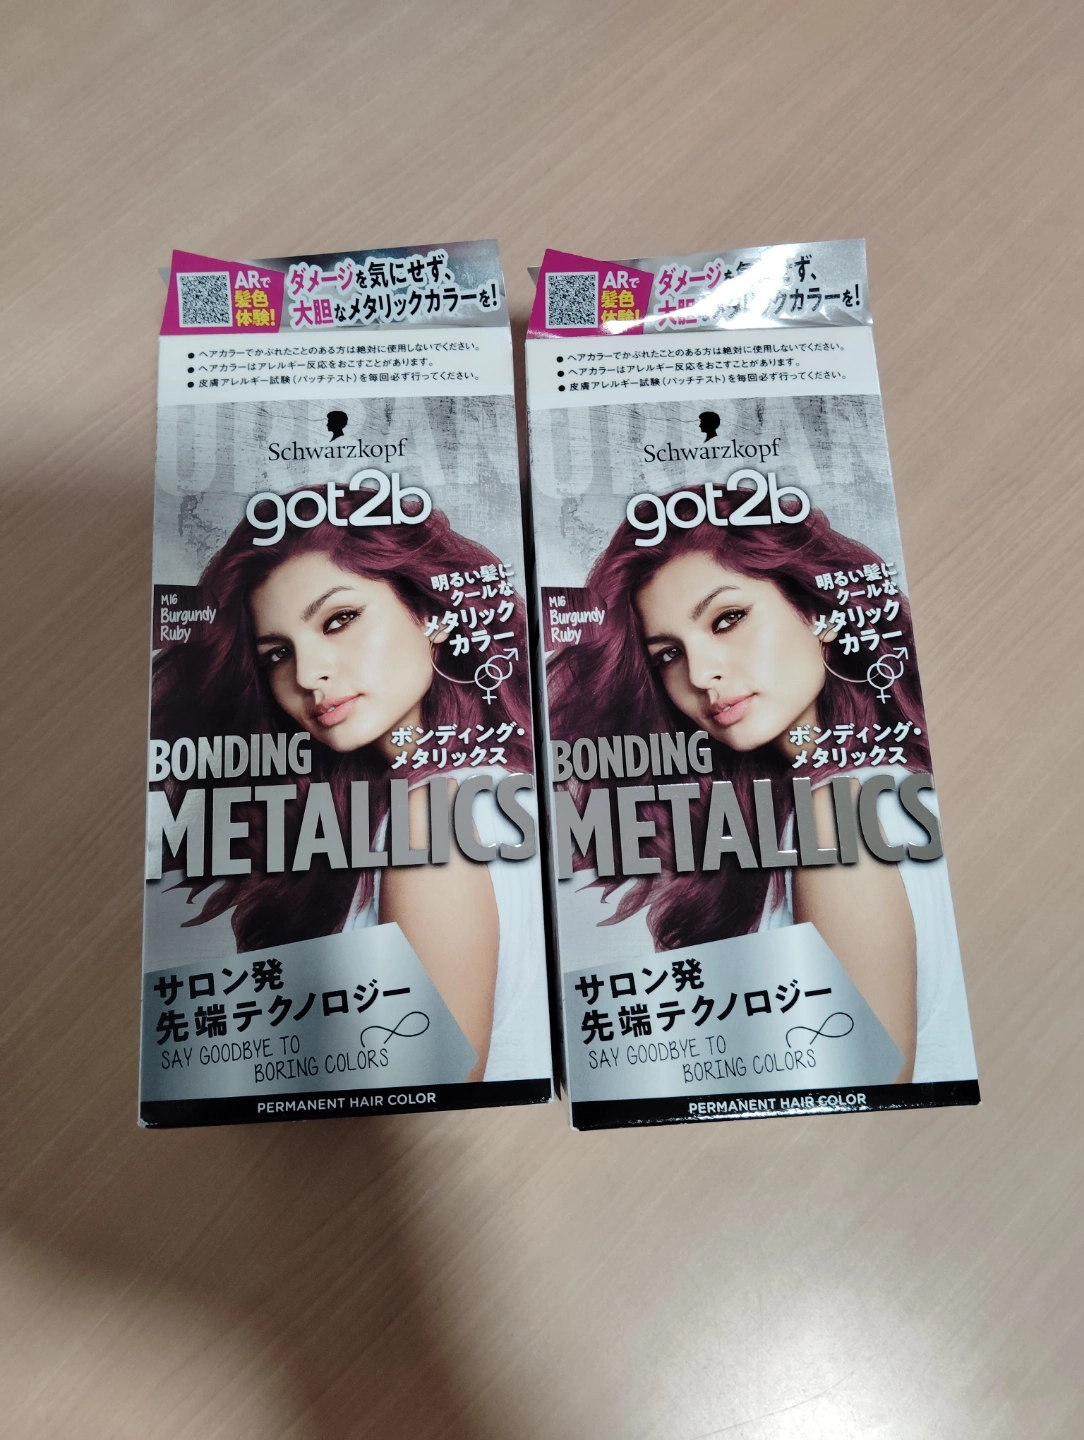 ARで
髪色
体験!
ダメージを気にせず、
大胆なメタリックカラーを!
● ヘアカラーでかぶれたことのある方は絶対に使用しないでください。
● ヘアカラーはアレルギー反応をおこすことがあります。
● 皮膚アレルギー試験(パッチテスト)を毎回必ず行ってください。
URBAN
Schwarzkopf
got2b
明るい髪に
クールな
メタリック
カラー
M16
Burgundy
Ruby
ボンディング・
メタリックス
BONDING
METALLICS
サロン発
先端テクノロジー
SAY GOODBYE TO
BORING COLORS
PERMANENT HAIR COLOR
ARで
髪色
体験!
ダメージを気にせず、
大胆なメタリックカラーを!
● ヘアカラーでかぶれたことのある方は絶対に使用しないでください。
● ヘアカラーはアレルギー反応をおこすことがあります。
● 皮膚アレルギー試験(パッチテスト)を毎回必ず行ってください。
URBAN
Schwarzkopf
got2b
明るい髪に
クールな
メタリック
カラー
M16
Burgundy
Ruby
ボンディング・
メタリックス
BONDING
METALLICS
サロン発
先端テクノロジー
SAY GOODBYE TO
BORING COLORS
PERMANENT HAIR COLOR